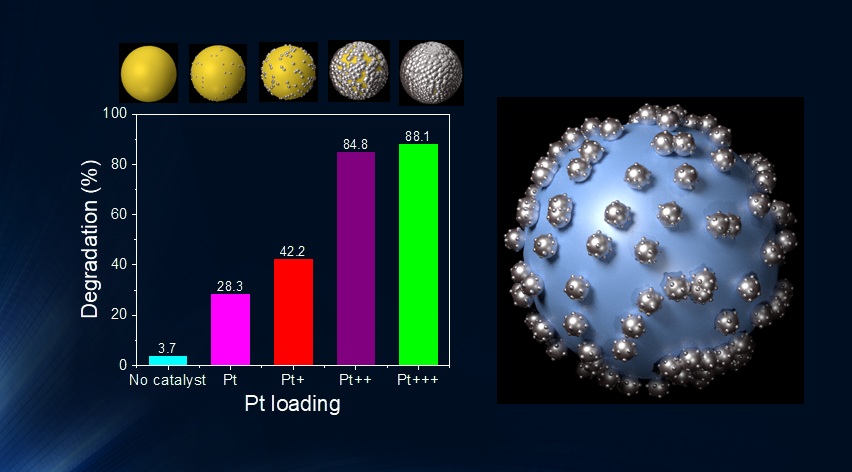 100
80
60
40
20
0
Degradation (%)
3.7
28.3
42.2
84.8
88.1
No catalyst
Pt
Pt+
Pt++
Pt+++
Pt loading